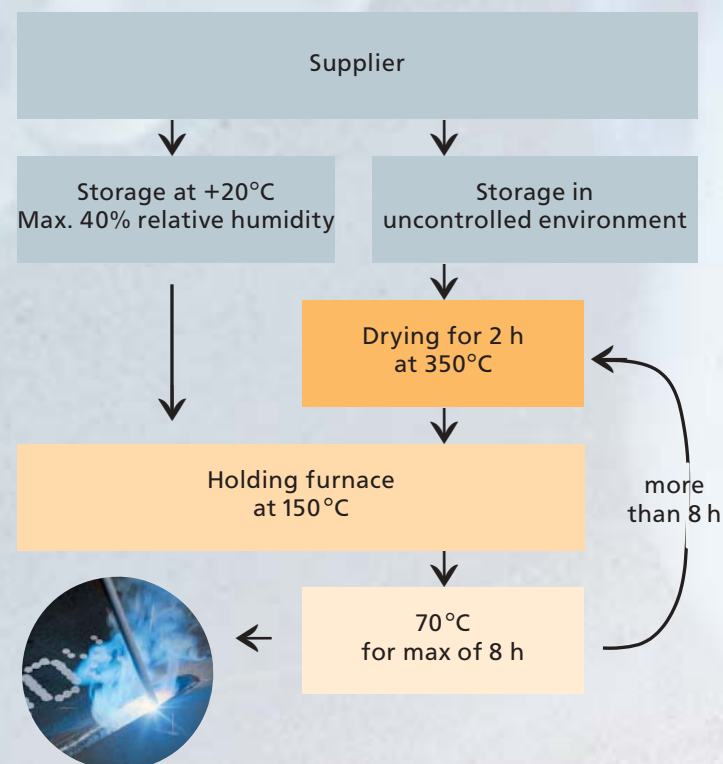 Supplier
Storage at +20°C
Max. 40% relative humidity
Storage in
uncontrolled environment
Drying for 2 h
at 350°C
Holding furnace
at 150°C
more
than 8 h
70°C
for max of 8 h